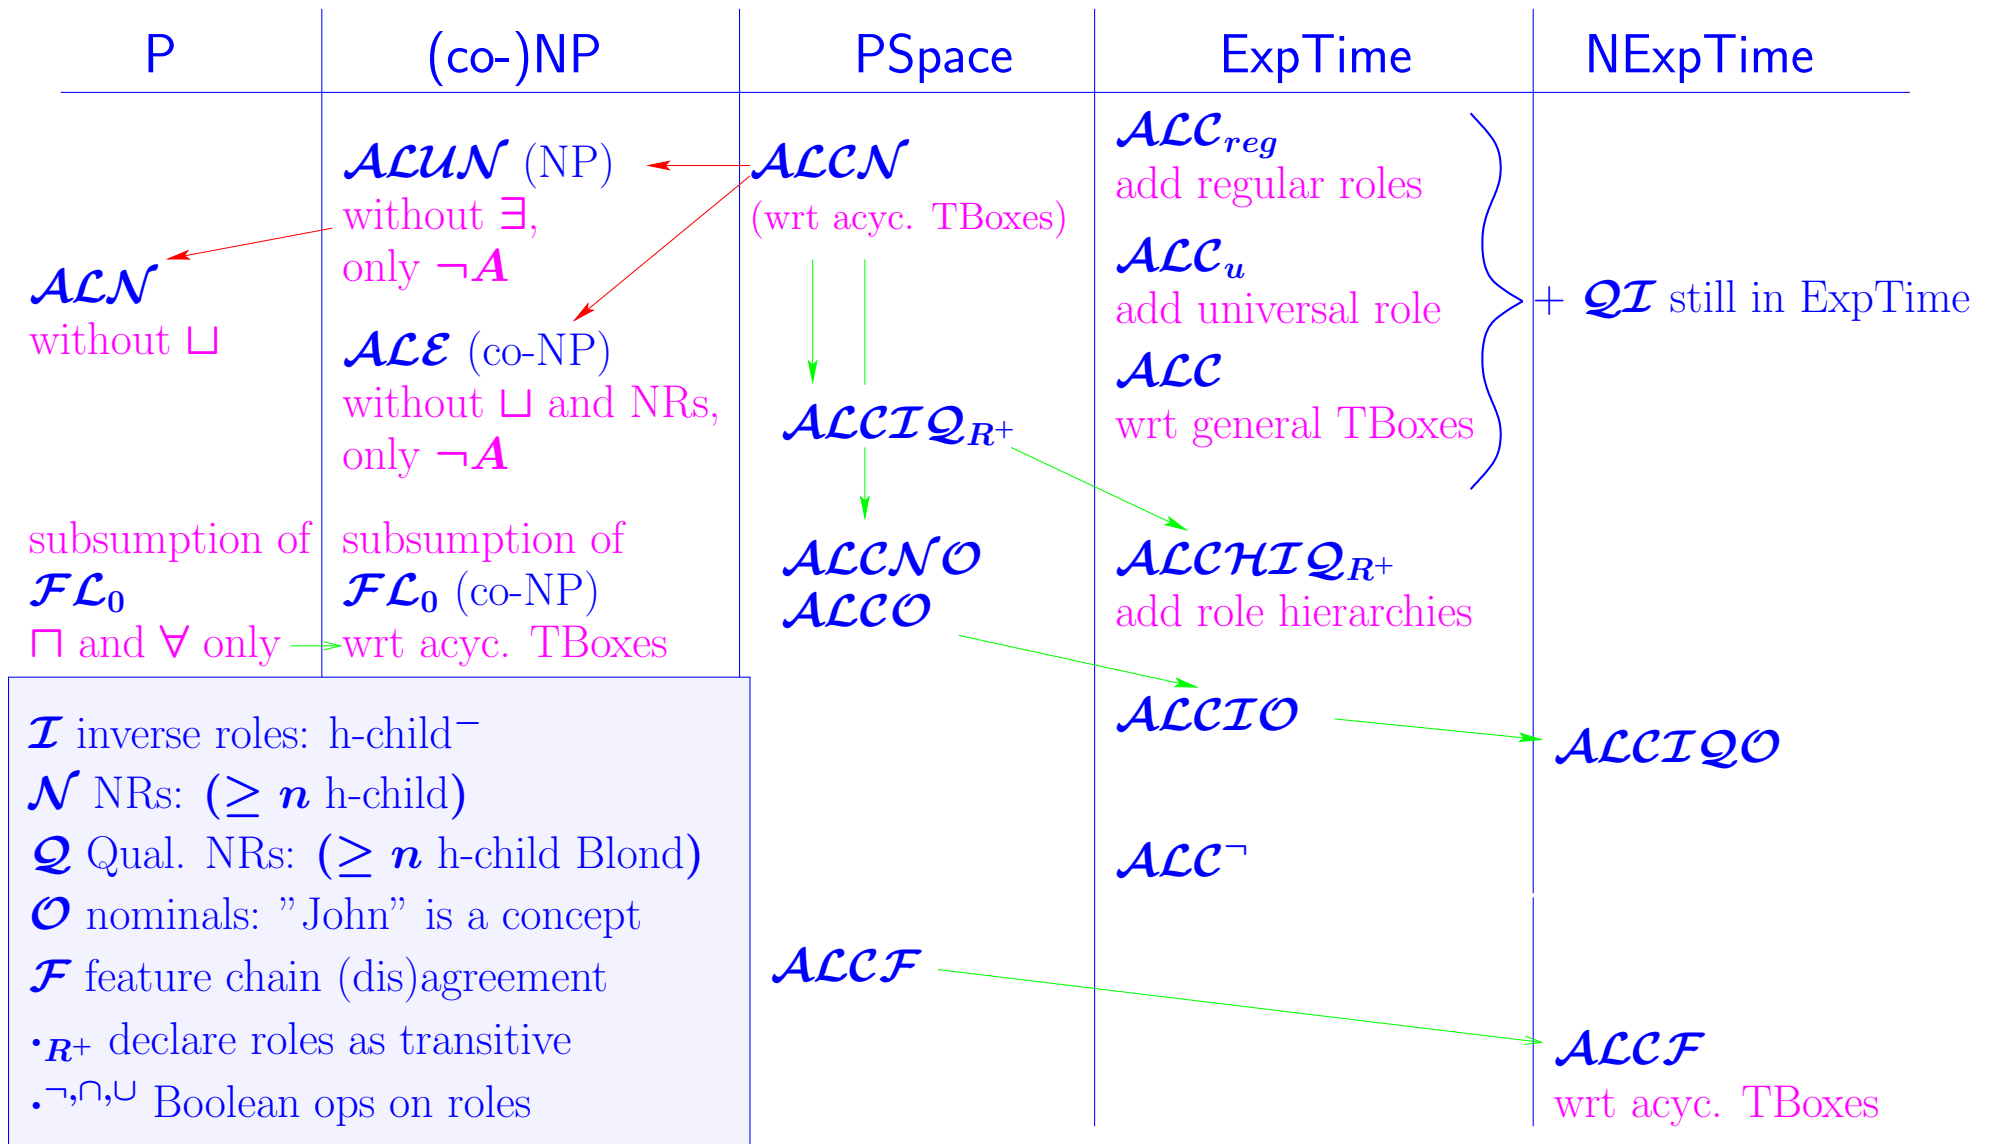 P (co-)NP PSpace ExpTime NExpTime
ALN
without ⊔
subsumption of
FL₀
⊓ and ∀ only
ALUN (NP)
without ∃,
only ¬A
ALE (co-NP)
without ⊔ and NRs,
only ¬A
subsumption of
FL₀ (co-NP)
wrt acyc. TBoxes
ALCN
(wrt acyc. TBoxes)
ALCIQ_R⁺
ALCNO
ALCO
ALCF
ALC_reg
add regular roles
ALC_u
add universal role
ALC
wrt general TBoxes
ALCHIQ_R⁺
add role hierarchies
ALCIO
ALC¬
+ QI still in ExpTime
ALCIQO
ALCF
wrt acyc. TBoxes
I inverse roles: h-child⁻
N NRs: (≥ n h-child)
Q Qual. NRs: (≥ n h-child Blond)
O nominals: ”John” is a concept
F feature chain (dis)agreement
·_R⁺ declare roles as transitive
·¬,∩,∪ Boolean ops on roles